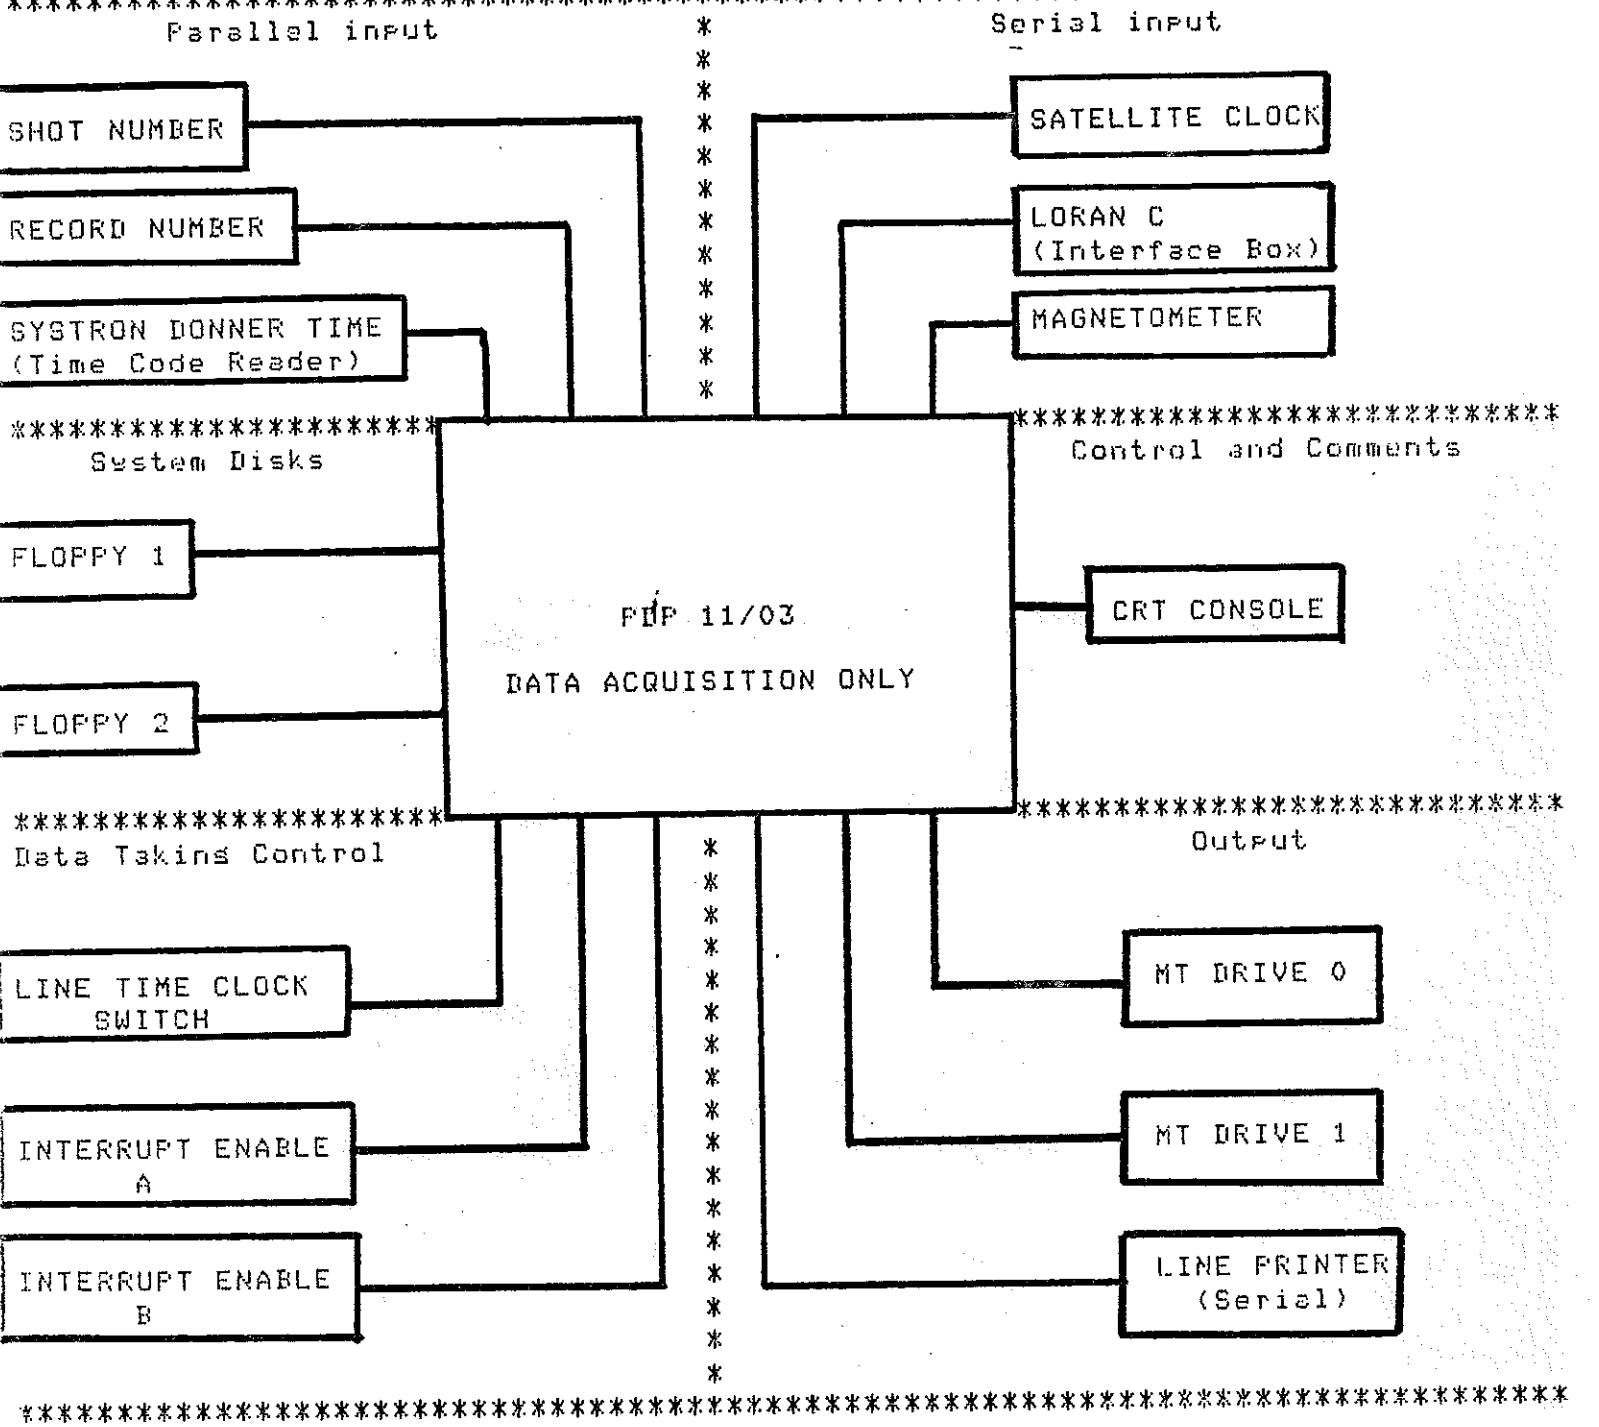 Parallel input
Serial input
SHOT NUMBER
SATELLITE CLOCK
RECORD NUMBER
LORAN C
(Interface Box)
SYSTRON DONNER TIME
(Time Code Reader)
MAGNETOMETER
System Disks
Control and Comments
FLOPPY 1
PDP 11/03
DATA ACQUISITION ONLY
CRT CONSOLE
FLOPPY 2
Data Taking Control
Output
LINE TIME CLOCK
SWITCH
MT DRIVE 0
INTERRUPT ENABLE
A
MT DRIVE 1
INTERRUPT ENABLE
B
LINE PRINTER
(Serial)